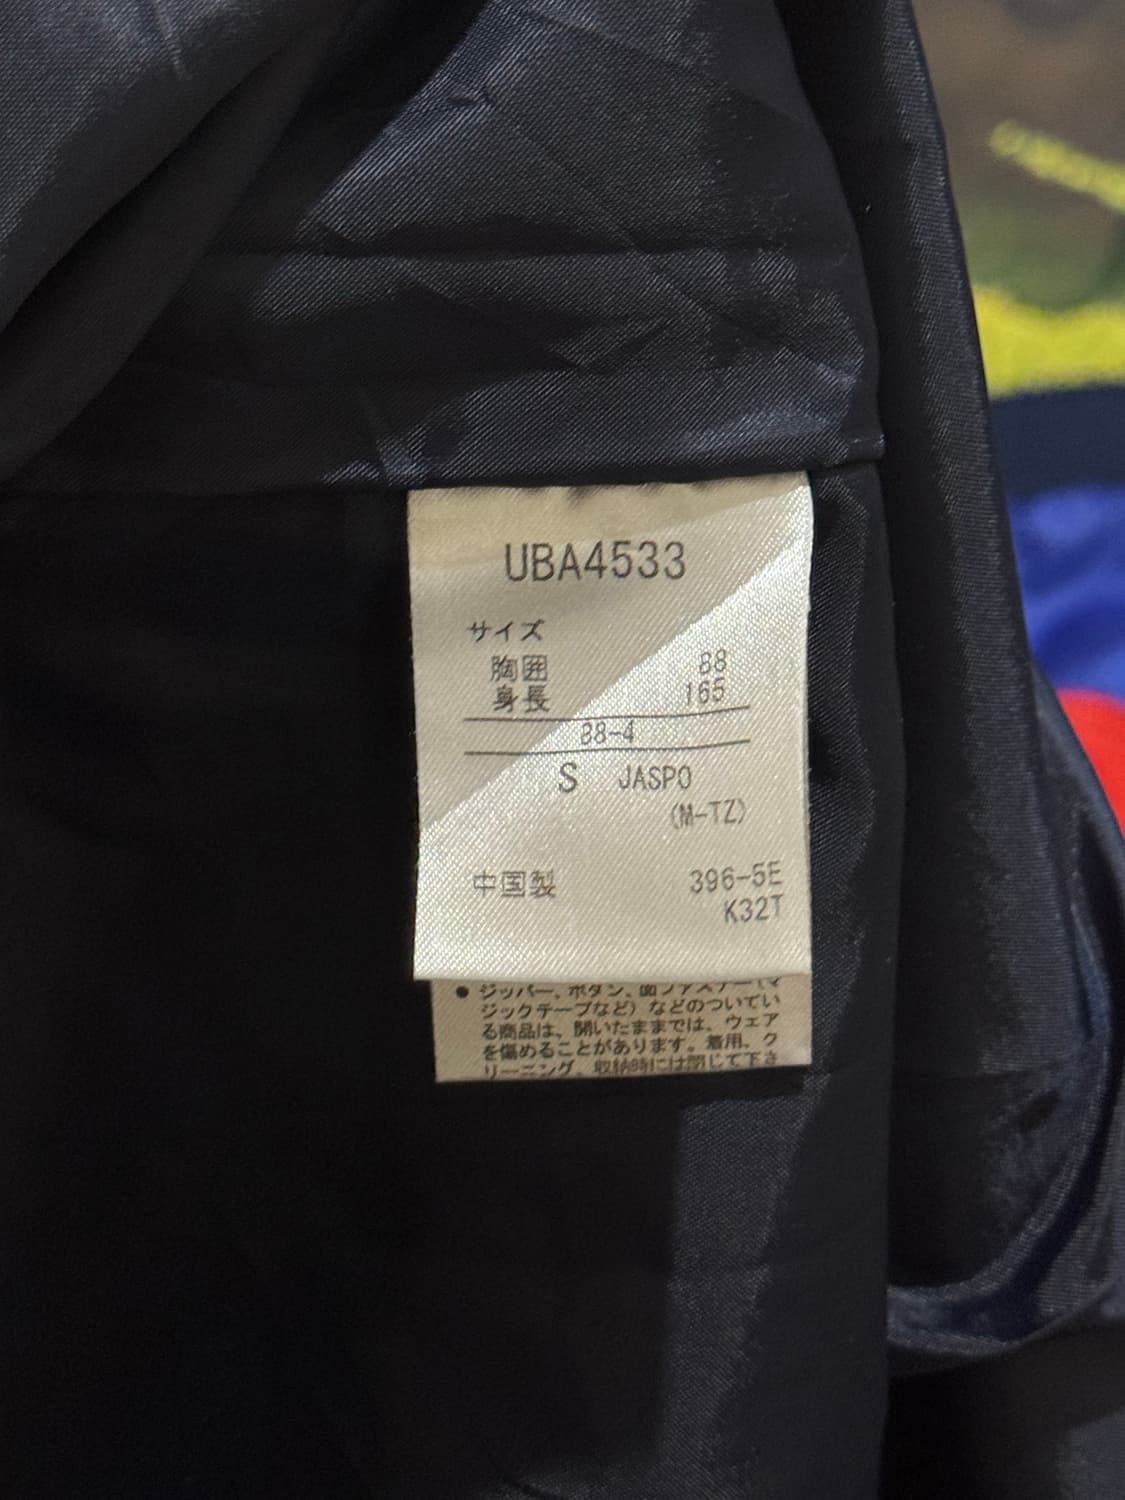 UBA4533
サイズ
胸囲 88
身長 165
88-4
S JASPO
(M-TZ)
中国製 396-5E
K32T
● ジッパー、ボタン、面ファスナー(マ
ジックテープなど)などのついてい
る商品は、開いたままでは、ウェア
を傷めることがあります。着用、ク
リーニング、収納時には閉じて下さ